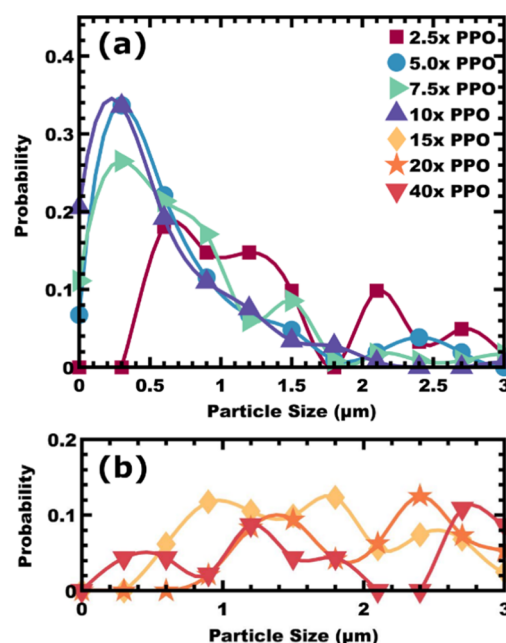 (a)
2.5x PPO
5.0x PPO
7.5x PPO
10x PPO
15x PPO
20x PPO
40x PPO
Probability
0.4
0.3
0.2
0.1
0
0 0.5 1 1.5 2 2.5 3
Particle Size (µm)
(b)
Probability
0.2
0.1
0
0 1 2 3
Particle Size (µm)